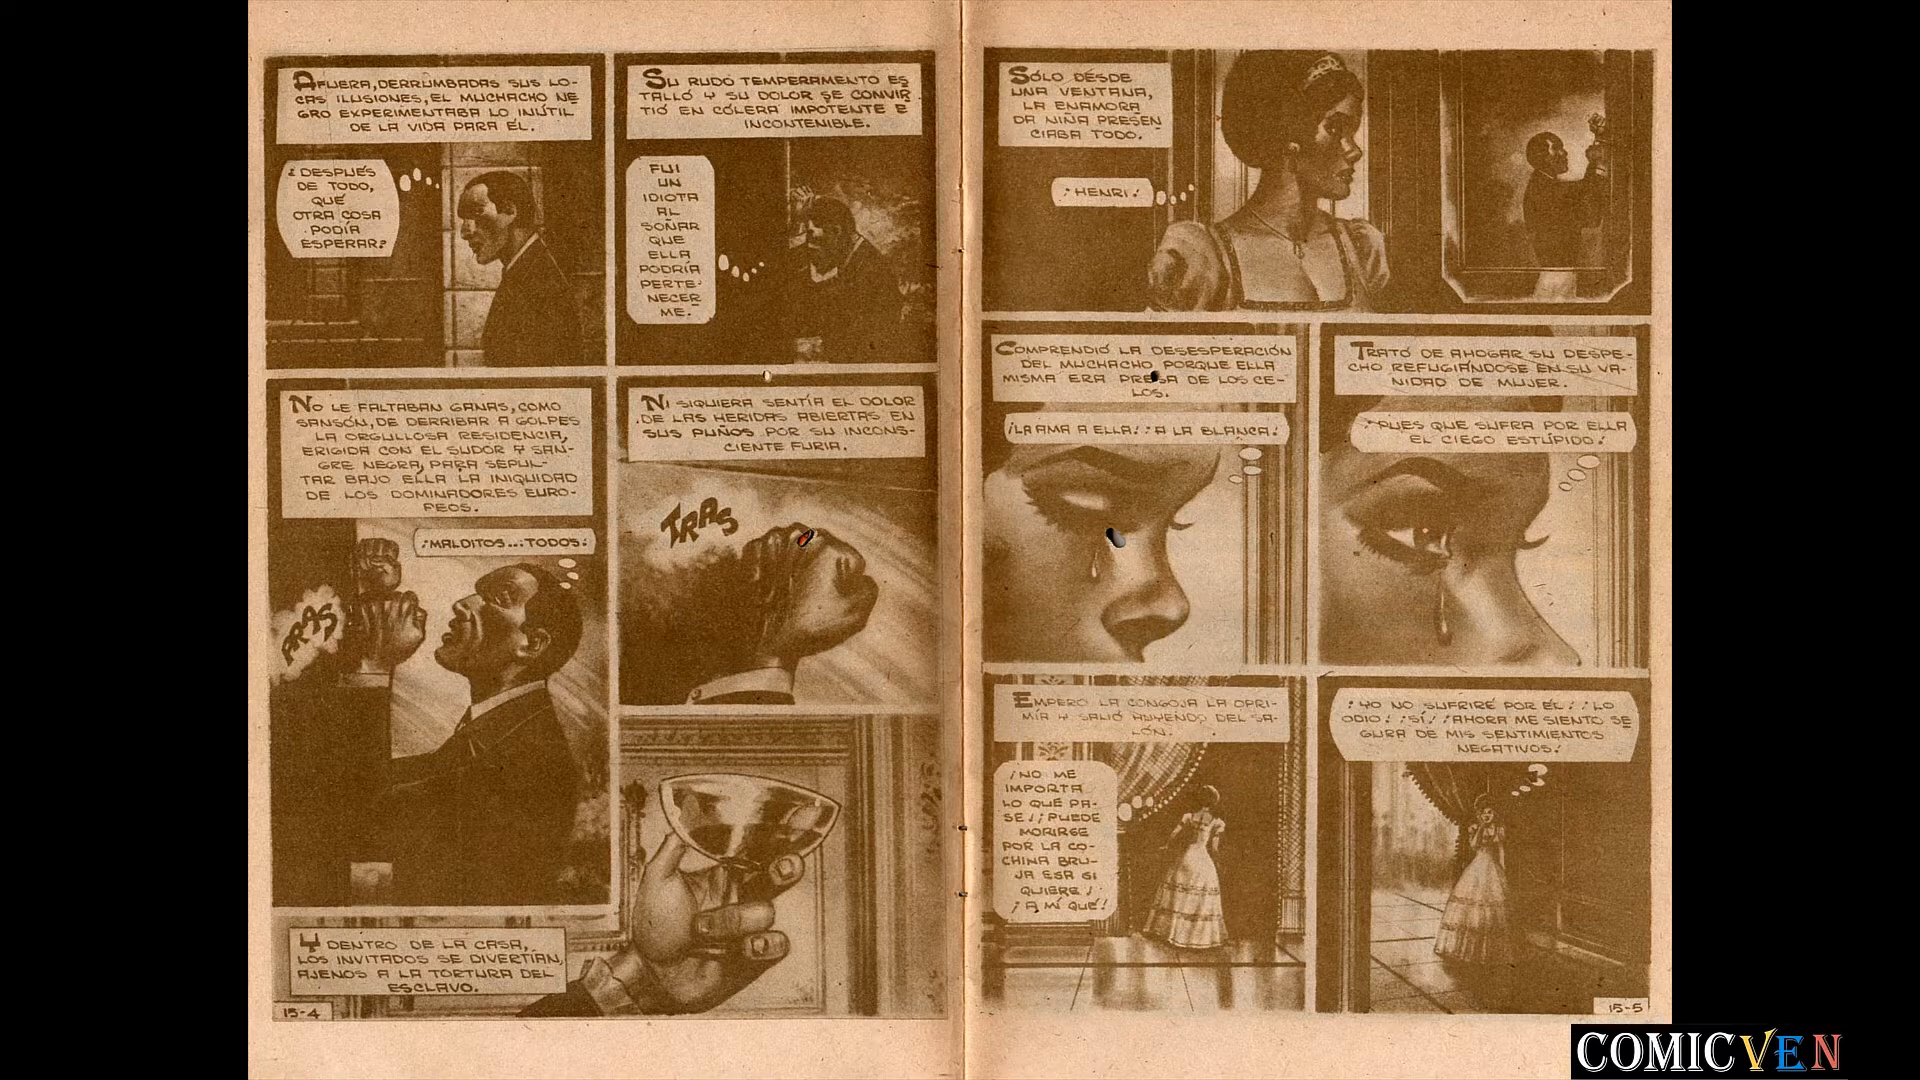 AFUERA, DERRUMBADAS SUS LO-
CAS ILUSIONES, EL MUCHACHO NE
GRO EXPERIMENTABA LO INÚTIL
DE LA VIDA PARA ÉL.
¿DESPUÉS
DE TODO,
QUÉ
OTRA COSA
PODÍA
ESPERAR?
SU RUDO TEMPERAMENTO ES
TALLÓ Y SU DOLOR SE CONVIR
TIÓ EN CÓLERA IMPOTENTE E
INCONTENIBLE.
FUI
UN
IDIOTA
AL
SOÑAR
QUE
ELLA
PODRÍA
PERTE-
NECER
ME.
NO LE FALTABAN GANAS, COMO
SANSÓN, DE DERRIBAR A GOLPES
LA ORGULLOSA RESIDENCIA,
ERIGIDA CON EL SUDOR Y SAN-
GRE NEGRA, PARA SEPUL-
TAR BAJO ELLA LA INIQUIDAD
DE LOS DOMINADORES EURO-
PEOS.
¡MALDITOS...TODOS!
PRAS
NI SIQUIERA SENTÍA EL DOLOR
DE LAS HERIDAS ABIERTAS EN
SUS PUÑOS POR SU INCONS-
CIENTE FURIA.
TRAS
Y DENTRO DE LA CASA,
LOS INVITADOS SE DIVERTÍAN,
AJENOS A LA TORTURA DEL
ESCLAVO.
15-4
SÓLO DESDE
UNA VENTANA,
LA ENAMORA
DA NIÑA PRESEN
CIABA TODO.
¡HENRI!
COMPRENDIÓ LA DESESPERACIÓN
DEL MUCHACHO, PORQUE ELLA
MISMA ERA PRESA DE LOS CE-
LOS.
¡LA AMA A ELLA! ¡A LA BLANCA!
TRATÓ DE AHOGAR SU DESPE-
CHO REFUGIÁNDOSE EN SU VA-
NIDAD DE MUJER.
¡PUES QUE SUFRA POR ELLA
EL CIEGO ESTÚPIDO!
EMPERO LA CONGOJA LA OPRI-
MÍA Y SALIÓ HUYENDO DEL SA-
LÓN.
¡NO ME
IMPORTA
LO QUE PA-
SE! ¡PUEDE
MORIRSE
POR LA CO-
CHINA BRU-
JA ESA SI
QUIERE!
¡A MÍ QUÉ!
¡YO NO SUFRIRÉ POR ÉL! ¡LO
ODIO! ¡SÍ! ¡AHORA ME SIENTO SE
GURA DE MIS SENTIMIENTOS
NEGATIVOS!
15-5
COMICVEN